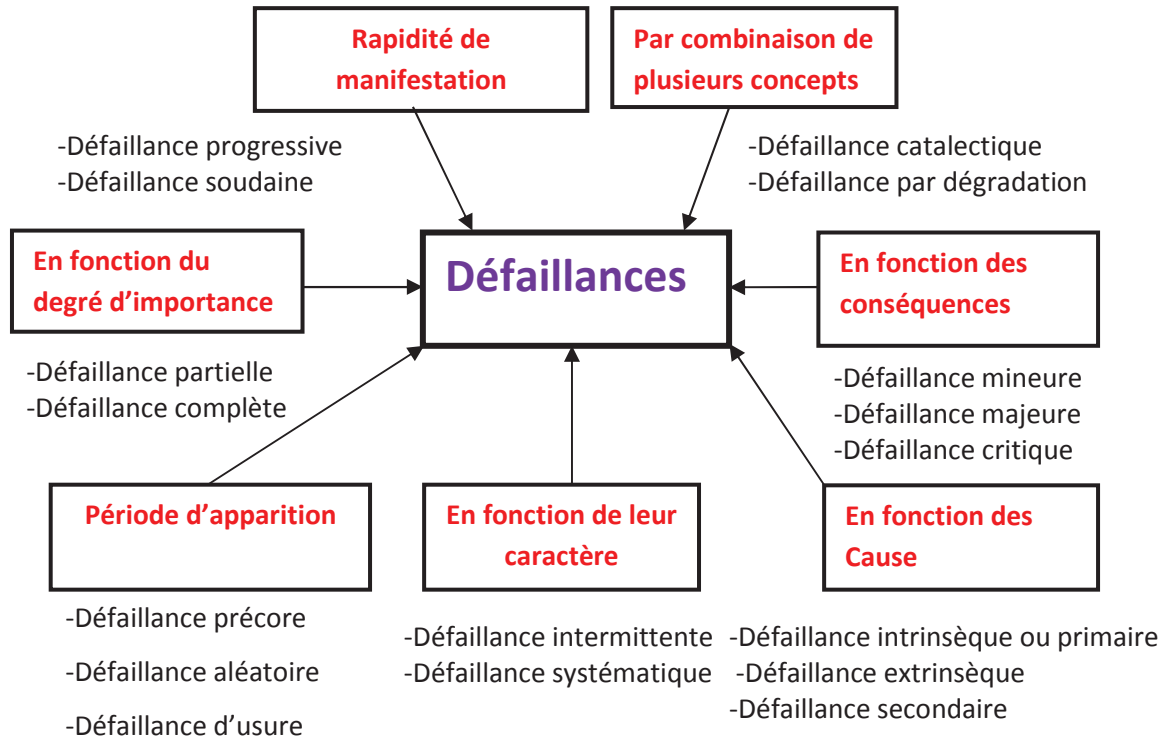 Rapidité de
manifestation
Par combinaison de
plusieurs concepts
-Défaillance progressive
-Défaillance soudaine
-Défaillance catalectique
-Défaillance par dégradation
En fonction du
degré d’importance
Défaillances
En fonction des
conséquences
-Défaillance partielle
-Défaillance complète
-Défaillance mineure
-Défaillance majeure
-Défaillance critique
Période d’apparition
En fonction de leur
caractère
En fonction des
Cause
-Défaillance précore
-Défaillance aléatoire
-Défaillance d’usure
-Défaillance intermittente
-Défaillance systématique
-Défaillance intrinsèque ou primaire
-Défaillance extrinsèque
-Défaillance secondaire